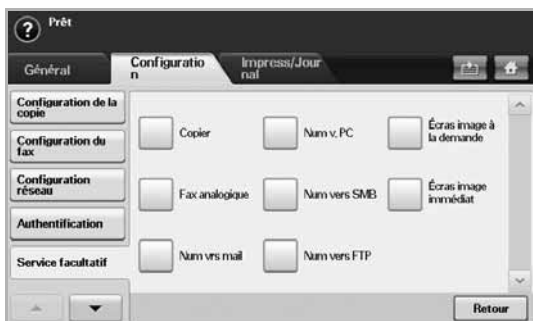 ? Prêt
Général
Configuratio
n
Impress/Jour
nal
Configuration de la
copie
Configuration du
fax
Configuration
réseau
Authentification
Service facultatif
Copier
Num v. PC
Écras image à
la demande
Fax analogique
Num vers SMB
Écras image
immédiat
Num vrs mail
Num vers FTP
Retour